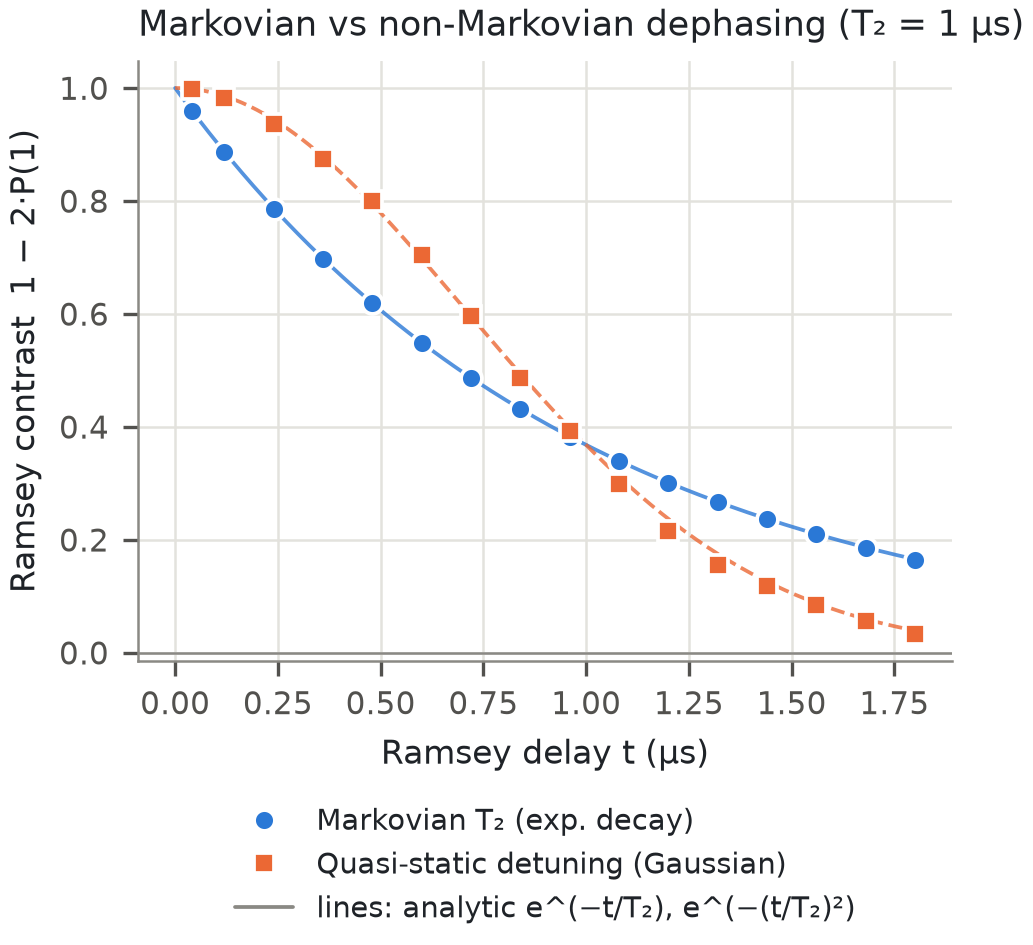 Markovian vs non-Markovian dephasing (T₂ = 1 µs)
Ramsey contrast  1 − 2·P(1)
1.0
0.8
0.6
0.4
0.2
0.0
0.00 0.25 0.50 0.75 1.00 1.25 1.50 1.75
Ramsey delay t (µs)
Markovian T₂ (exp. decay)
Quasi-static detuning (Gaussian)
lines: analytic e^(−t/T₂), e^(−(t/T₂)²)